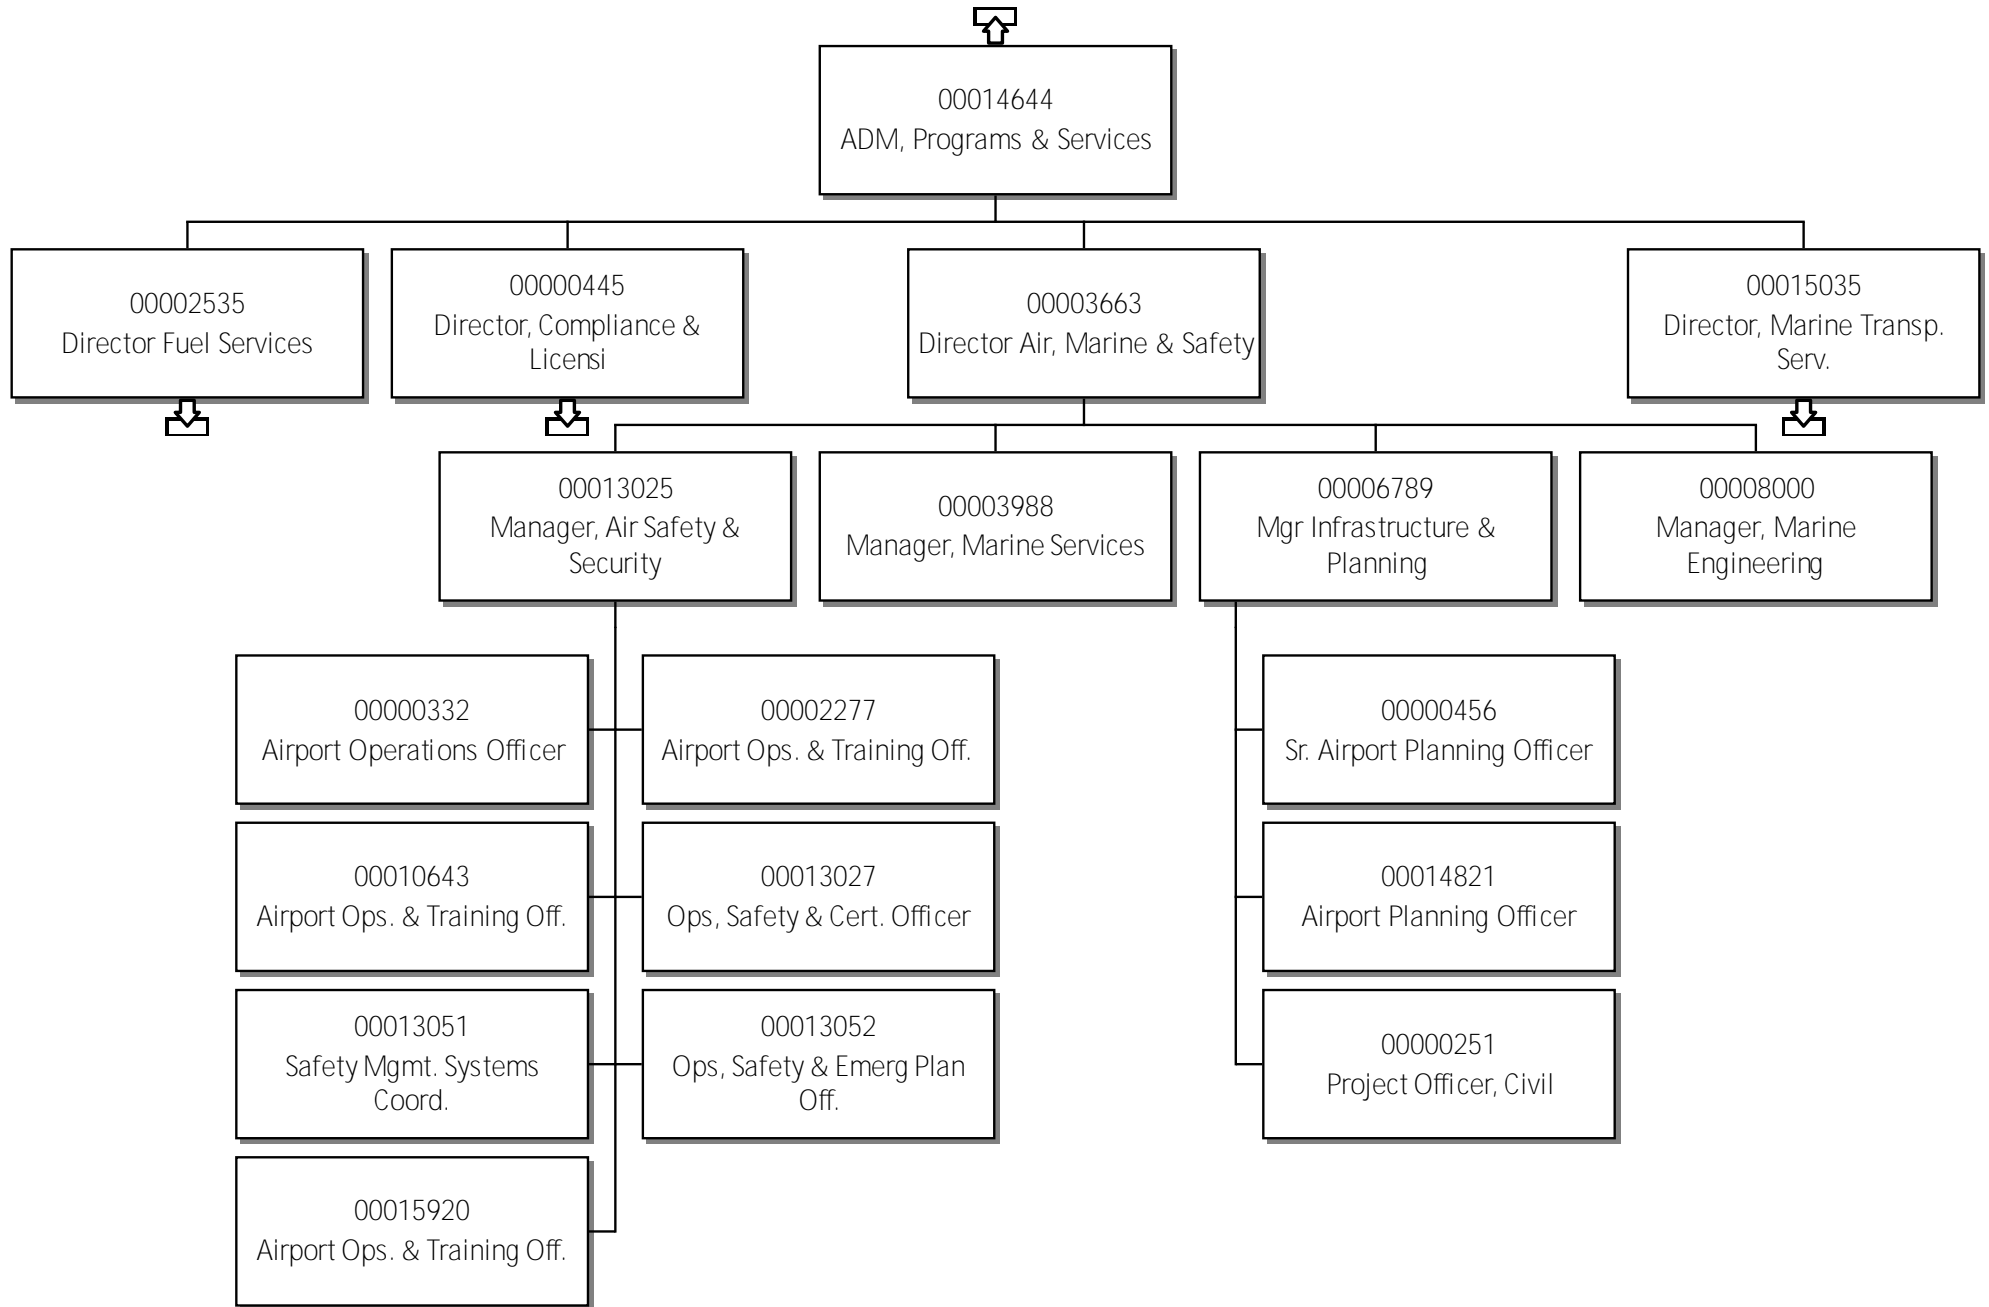 00014644
ADM, Programs & Services
00002535
Director Fuel Services
00000445
Director, Compliance &
Licensi
00003663
Director Air, Marine & Safety
00015035
Director, Marine Transp.
Serv.
00013025
Manager, Air Safety &
Security
00003988
Manager, Marine Services
00006789
Mgr Infrastructure &
Planning
00008000
Manager, Marine
Engineering
00000332
Airport Operations Officer
00002277
Airport Ops. & Training Off.
00000456
Sr. Airport Planning Officer
00010643
Airport Ops. & Training Off.
00013027
Ops, Safety & Cert. Officer
00014821
Airport Planning Officer
00013051
Safety Mgmt. Systems
Coord.
00013052
Ops, Safety & Emerg Plan
Off.
00000251
Project Officer, Civil
00015920
Airport Ops. & Training Off.